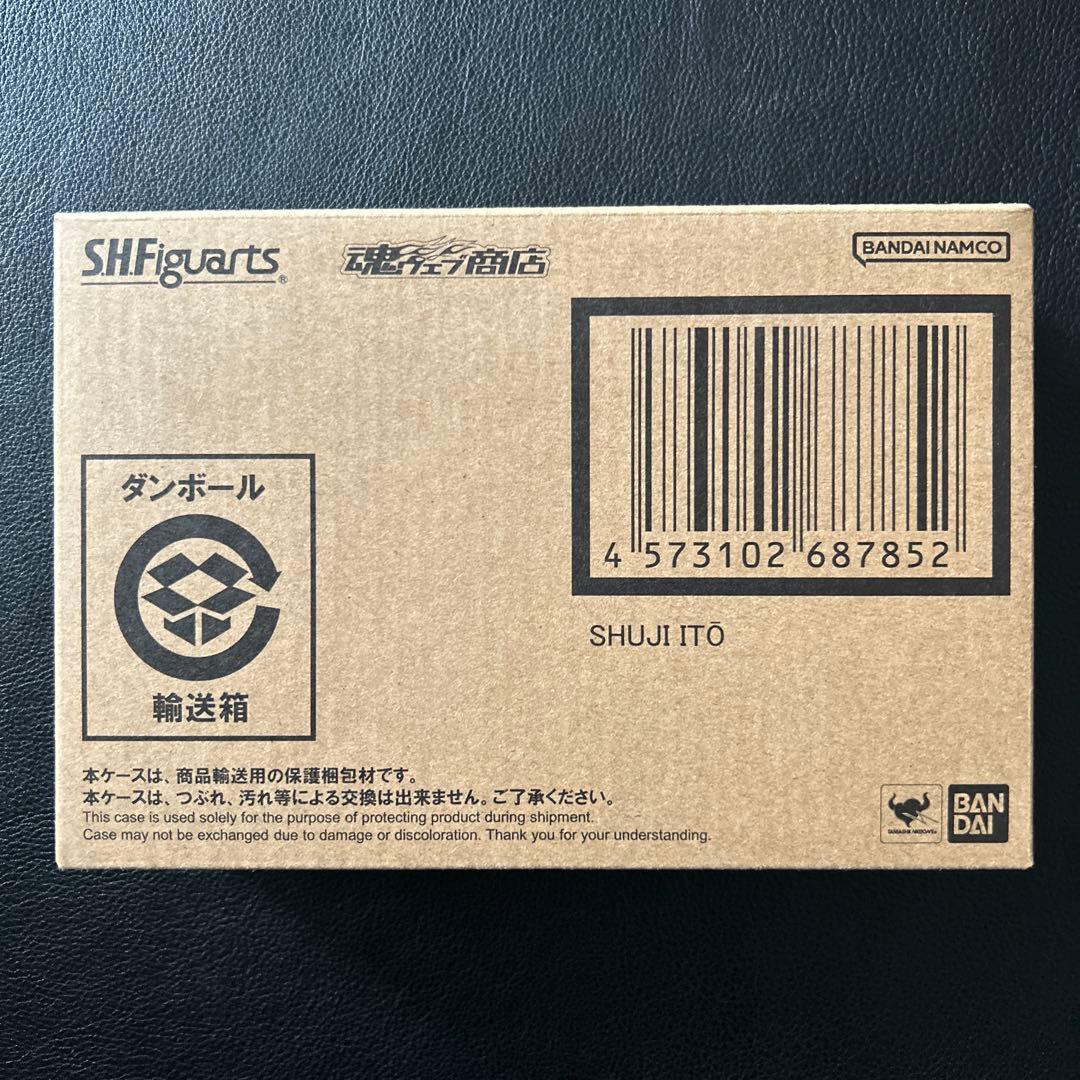 S.H.Figuarts®
魂ウェブ商店
BANDAI NAMCO
4 573102 687852
SHUJI ITŌ
ダンボール
輸送箱
本ケースは、商品輸送用の保護梱包材です。
本ケースは、つぶれ、汚れ等による交換は出来ません。ご了承ください。
This case is used solely for the purpose of protecting product during shipment.
Case may not be exchanged due to damage or discoloration. Thank you for your understanding.
TAMASHII NATIONS
BAN
DAI